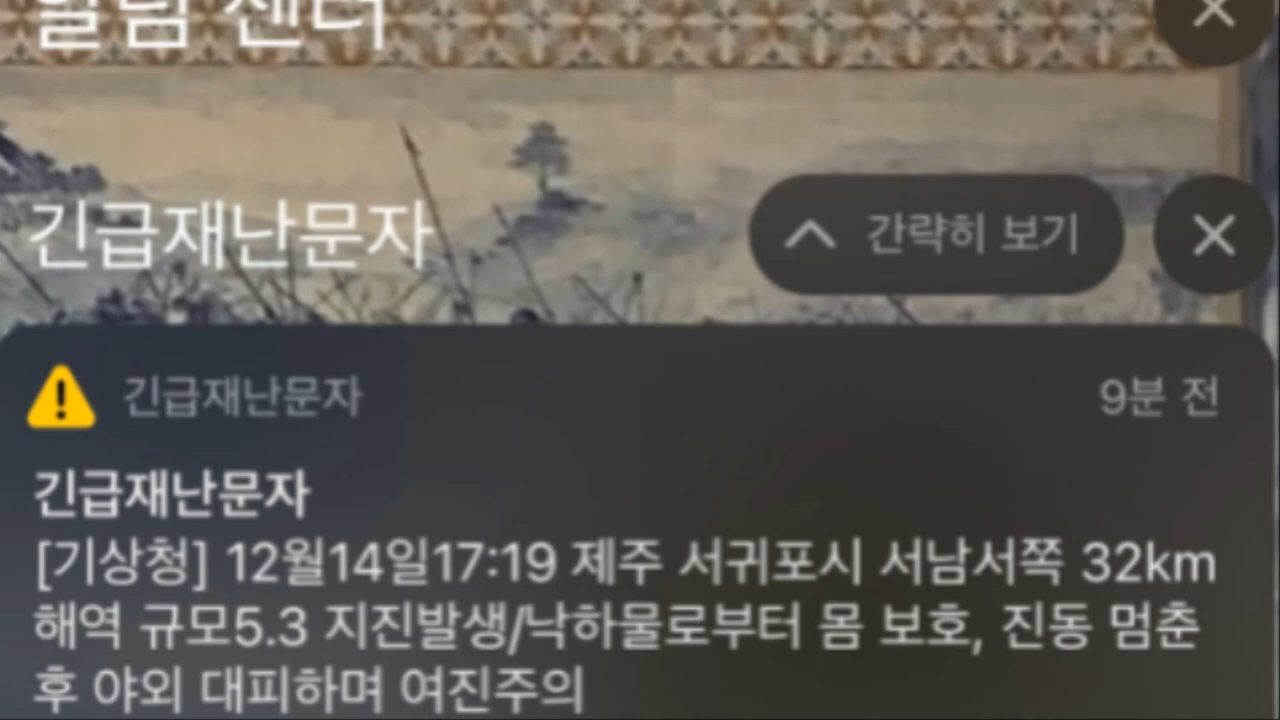 알림 센터
긴급재난문자
간략히 보기
긴급재난문자
9분 전
긴급재난문자
[기상청] 12월14일17:19 제주 서귀포시 서남서쪽 32km
해역 규모5.3 지진발생/낙하물로부터 몸 보호, 진동 멈춘
후 야외 대피하며 여진주의